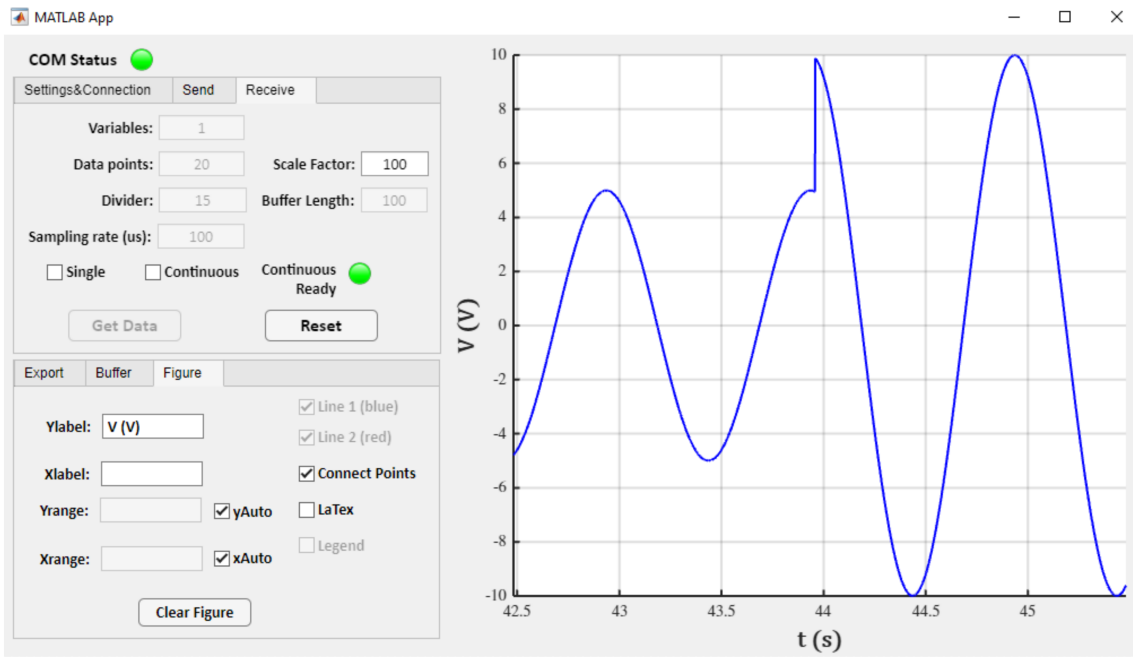 MATLAB App
COM Status
Settings&Connection Send Receive
Variables: 1
Data points: 20 Scale Factor: 100
Divider: 15 Buffer Length: 100
Sampling rate (us): 100
Single Continuous Continuous Ready
Get Data Reset
Export Buffer Figure
Ylabel: V (V)
Line 1 (blue)
Line 2 (red)
Xlabel:
Connect Points
Yrange: yAuto LaTex
Xrange: xAuto Legend
Clear Figure
V (V)
10
8
6
4
2
0
-2
-4
-6
-8
-10
42.5 43 43.5 44 44.5 45
t (s)